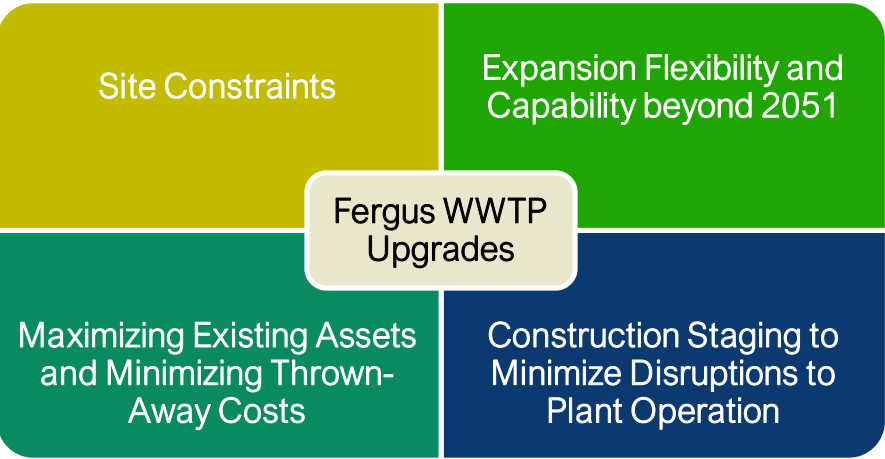 Site Constraints
Expansion Flexibility and
Capability beyond 2051
Fergus WWTP
Upgrades
Maximizing Existing Assets
and Minimizing Thrown-
Away Costs
Construction Staging to
Minimize Disruptions to
Plant Operation